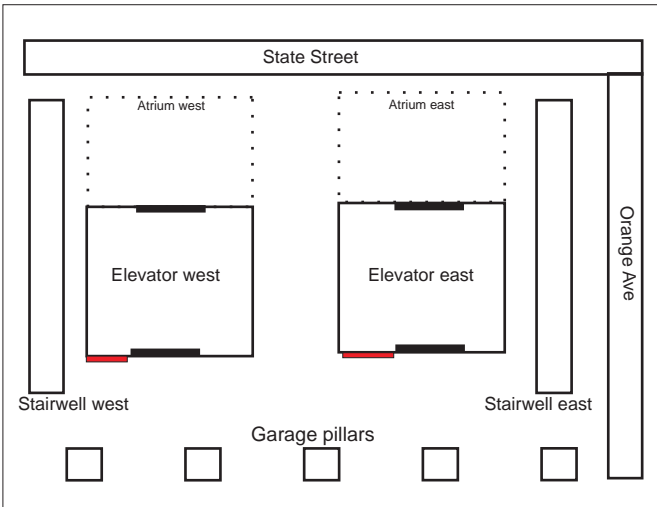 State Street
Atrium west
Atrium east
Orange Ave
Elevator west
Elevator east
Stairwell west
Stairwell east
Garage pillars